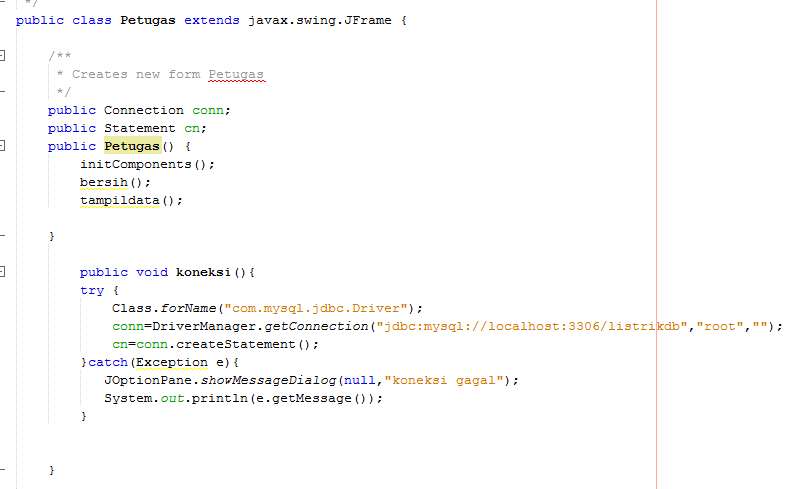 */
public class Petugas extends javax.swing.JFrame {
/**
* Creates new form Petugas
*/
public Connection conn;
public Statement cn;
public Petugas() {
initComponents();
bersih();
tampildata();
}
public void koneksi(){
try {
Class.forName("com.mysql.jdbc.Driver");
conn=DriverManager.getConnection("jdbc:mysql://localhost:3306/listrikdb","root","");
cn=conn.createStatement();
}catch(Exception e){
JOptionPane.showMessageDialog(null,"koneksi gagal");
System.out.println(e.getMessage());
}
}